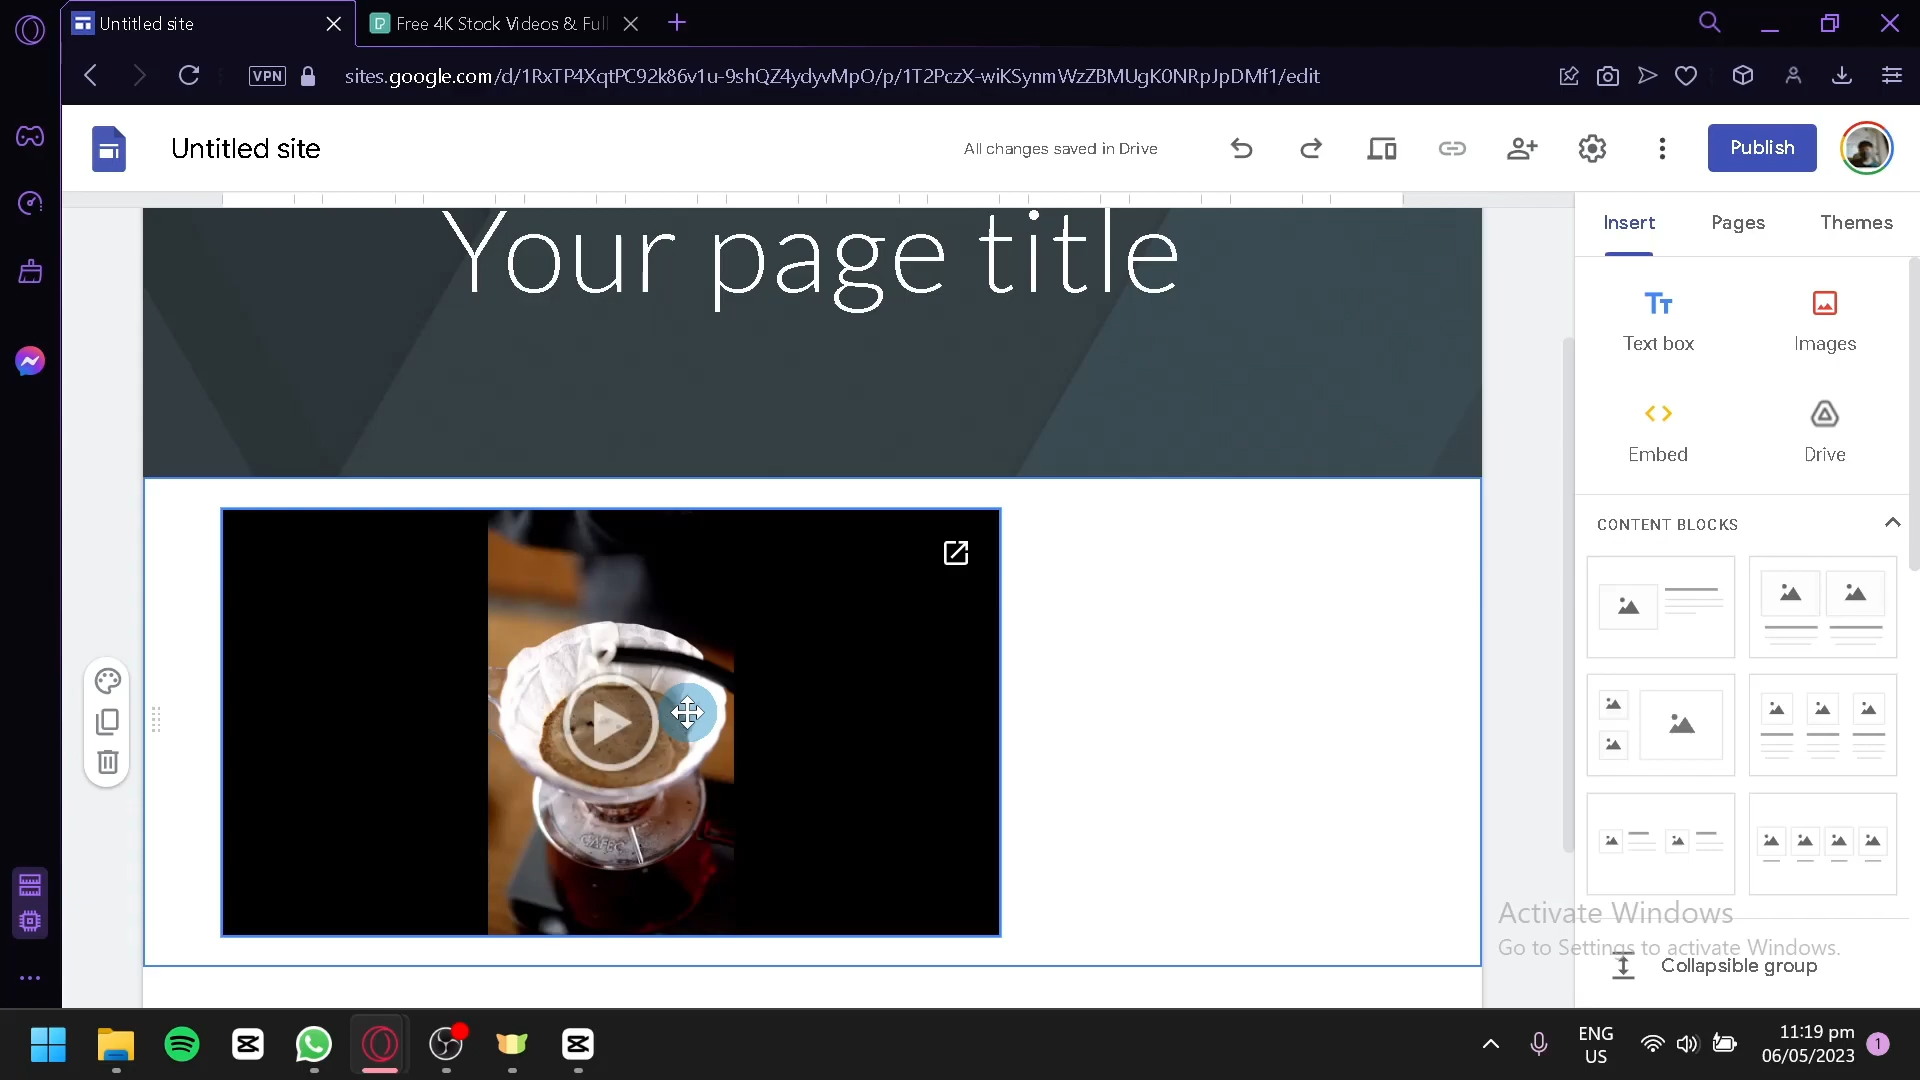 Untitled site
Free 4K Stock Videos & Full
VPN
sites.google.com/d/1RxTP4XqtPC92k86v1u-9shQZ4ydyvMpO/p/1T2PczX-wiKSynmWzZBMUgK0NRpJpDMf1/edit
Untitled site
All changes saved in Drive
Publish
Your page title
Insert
Pages
Themes
Text box
Images
Embed
Drive
CONTENT BLOCKS
Activate Windows
Go to Settings to activate Windows.
Collapsible group
ENG
US
11:19 pm
06/05/2023
1